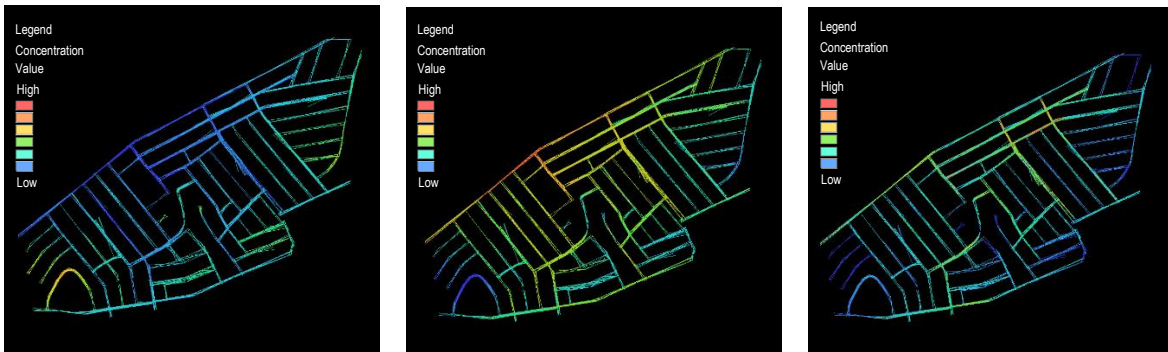 Legend
Concentration
Value
High
Low
Legend
Concentration
Value
High
Low
Legend
Concentration
Value
High
Low